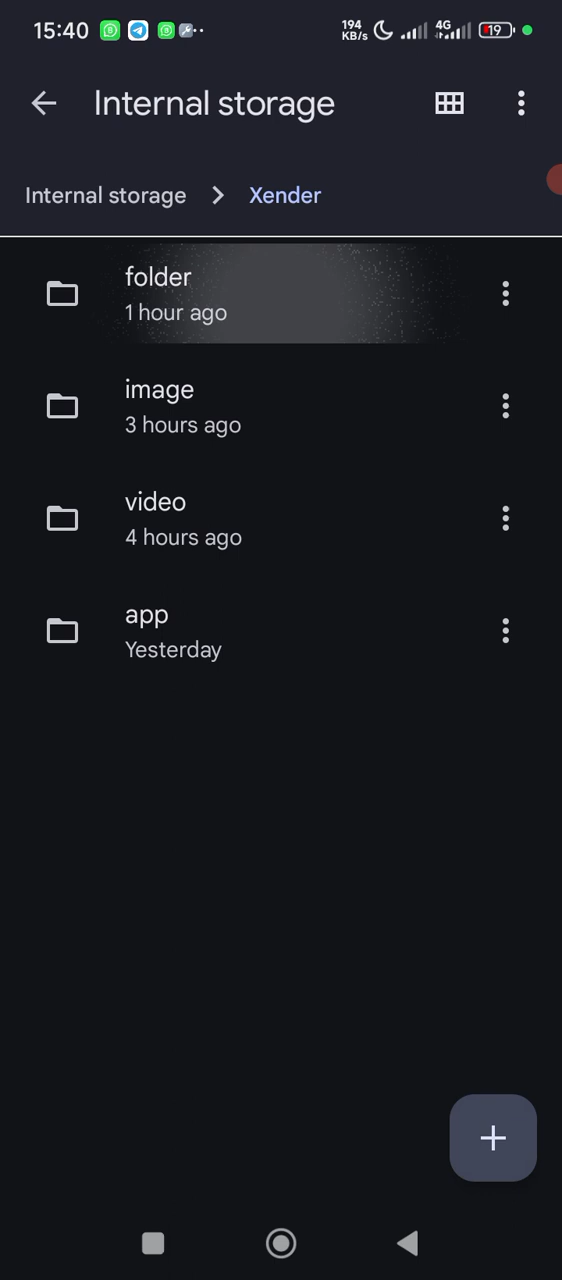 15:40
194
KB/s
4G
19
Internal storage
Internal storage
Xender
folder
1 hour ago
image
3 hours ago
video
4 hours ago
app
Yesterday